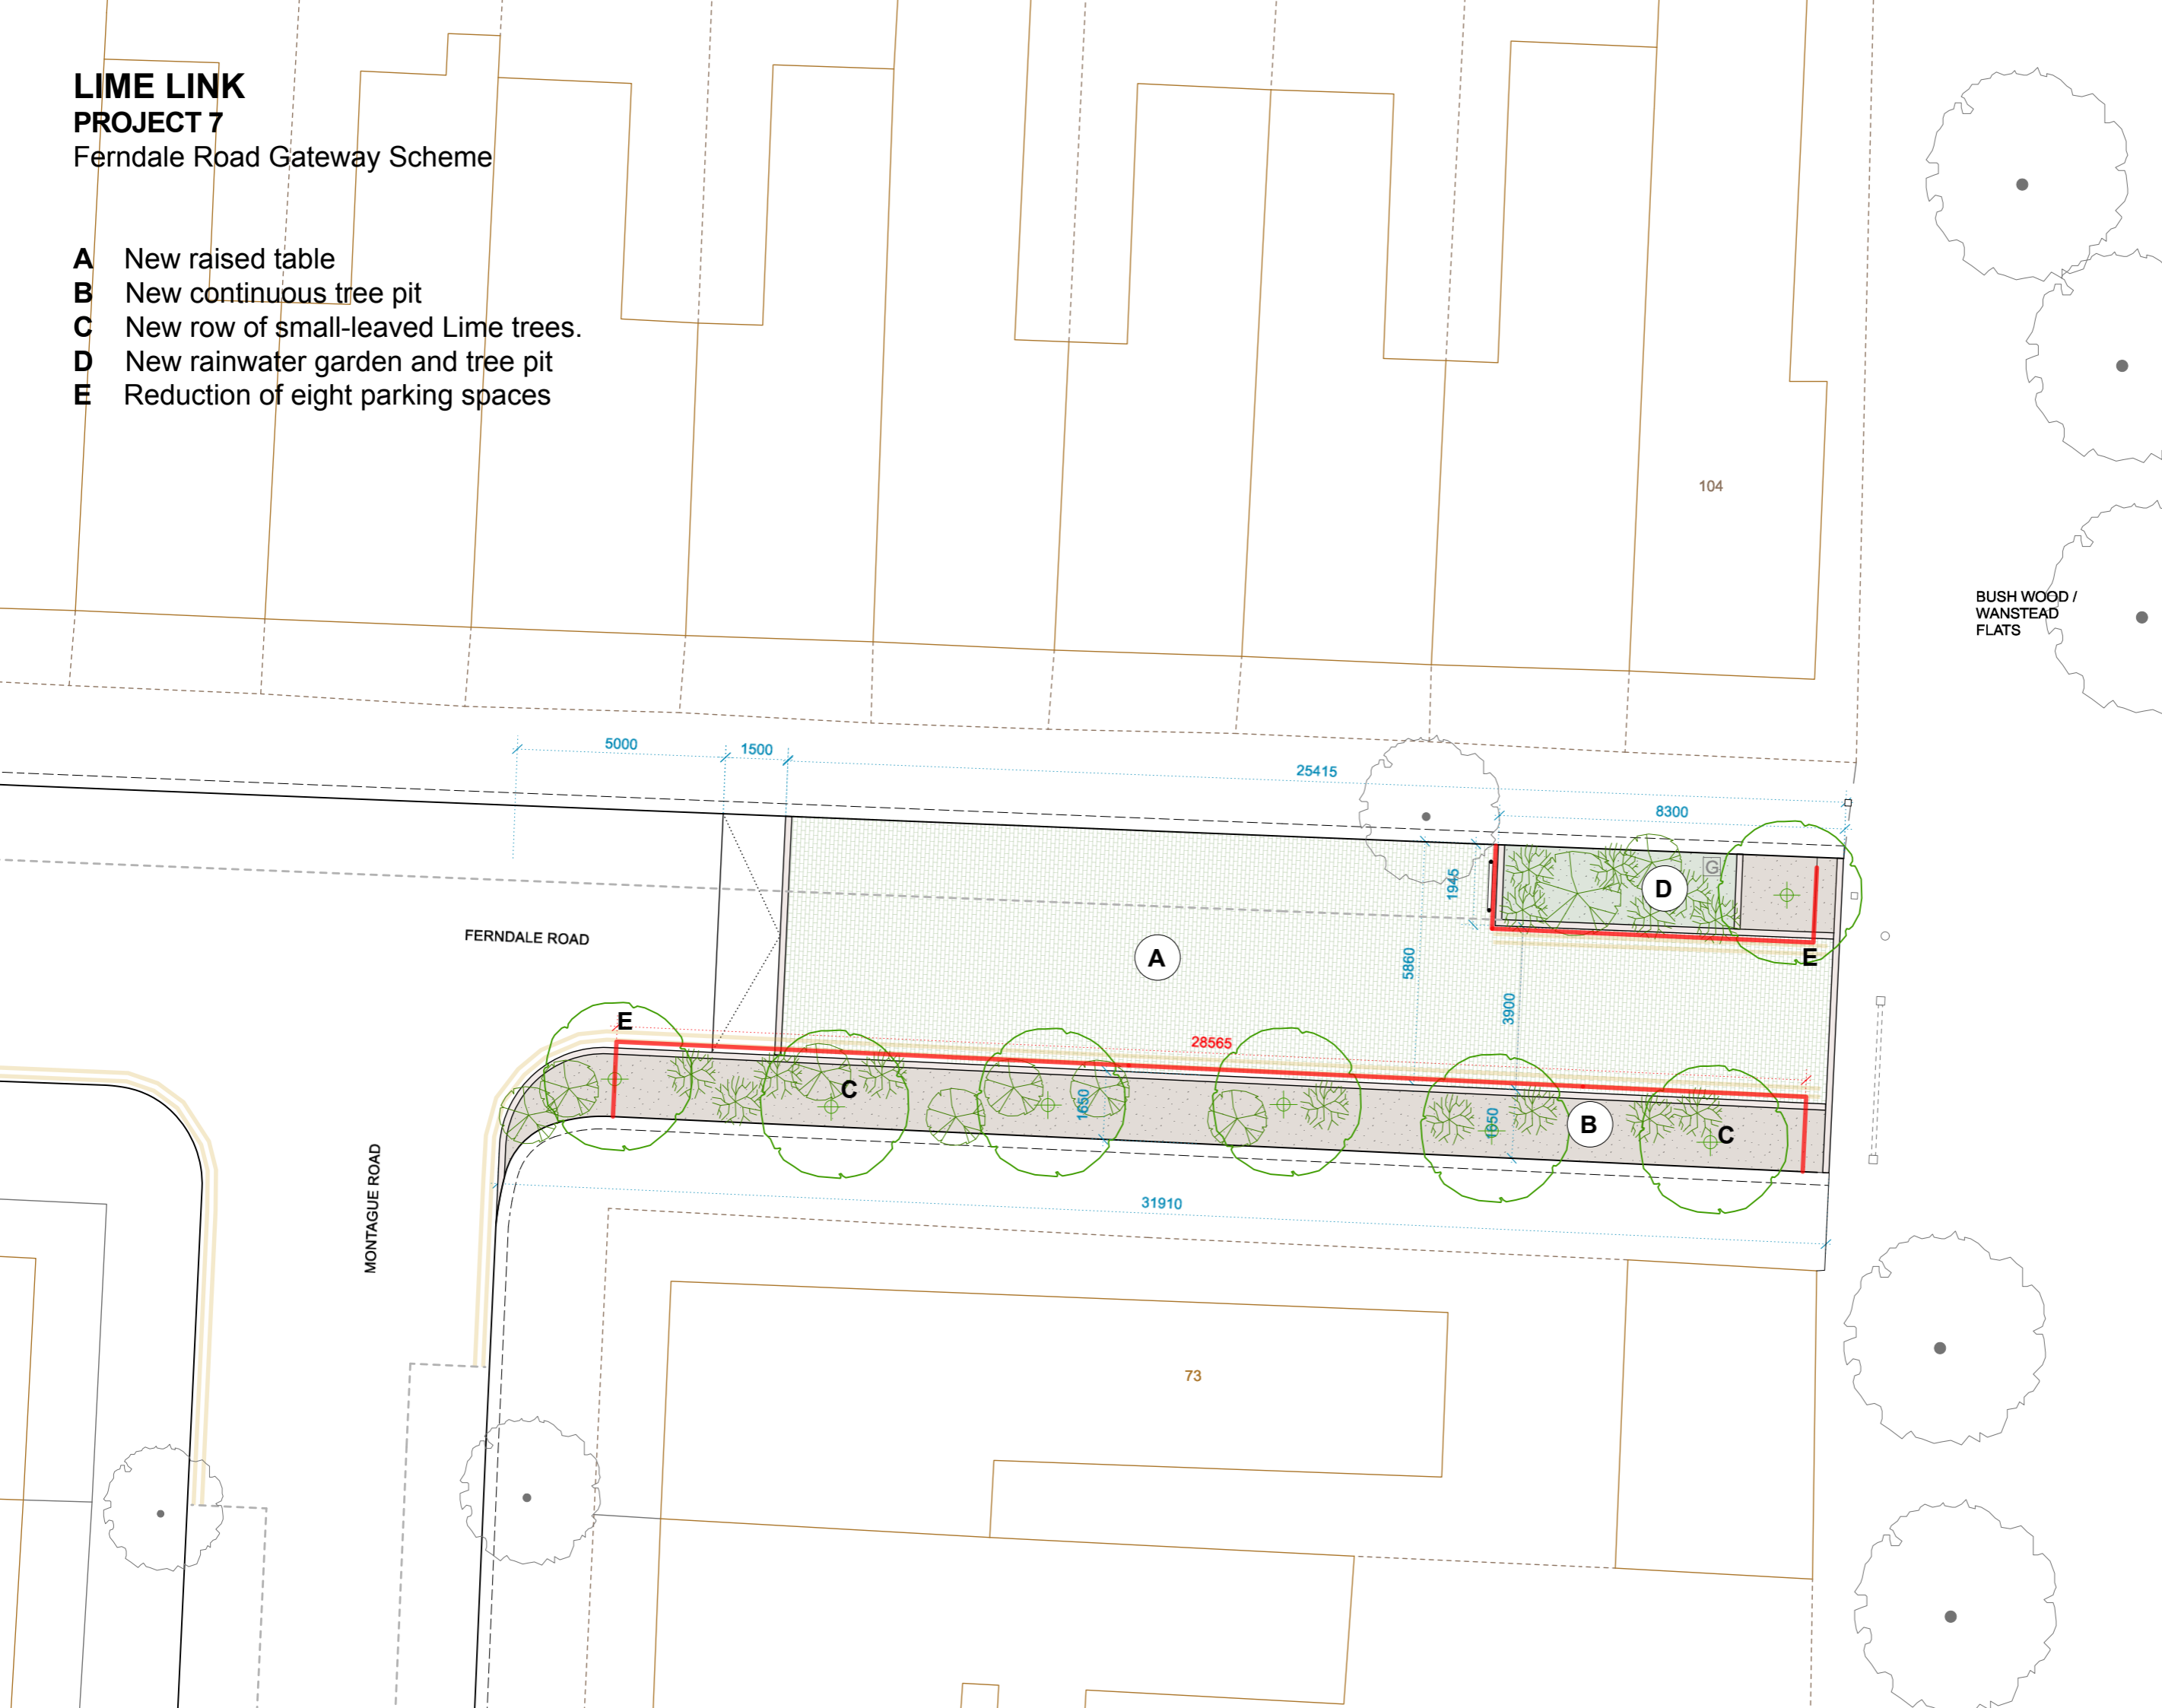 LIME LINK
PROJECT 7
Ferndale Road Gateway Scheme
A New raised table
B New continuous tree pit
C New row of small-leaved Lime trees.
D New rainwater garden and tree pit
E Reduction of eight parking spaces
104
BUSH WOOD /
WANSTEAD
FLATS
5000
1500
25415
8300
1945
G
D
FERNDALE ROAD
A
5860
E
3900
E
28565
C
1650
1650
B
C
MONTAGUE ROAD
31910
73